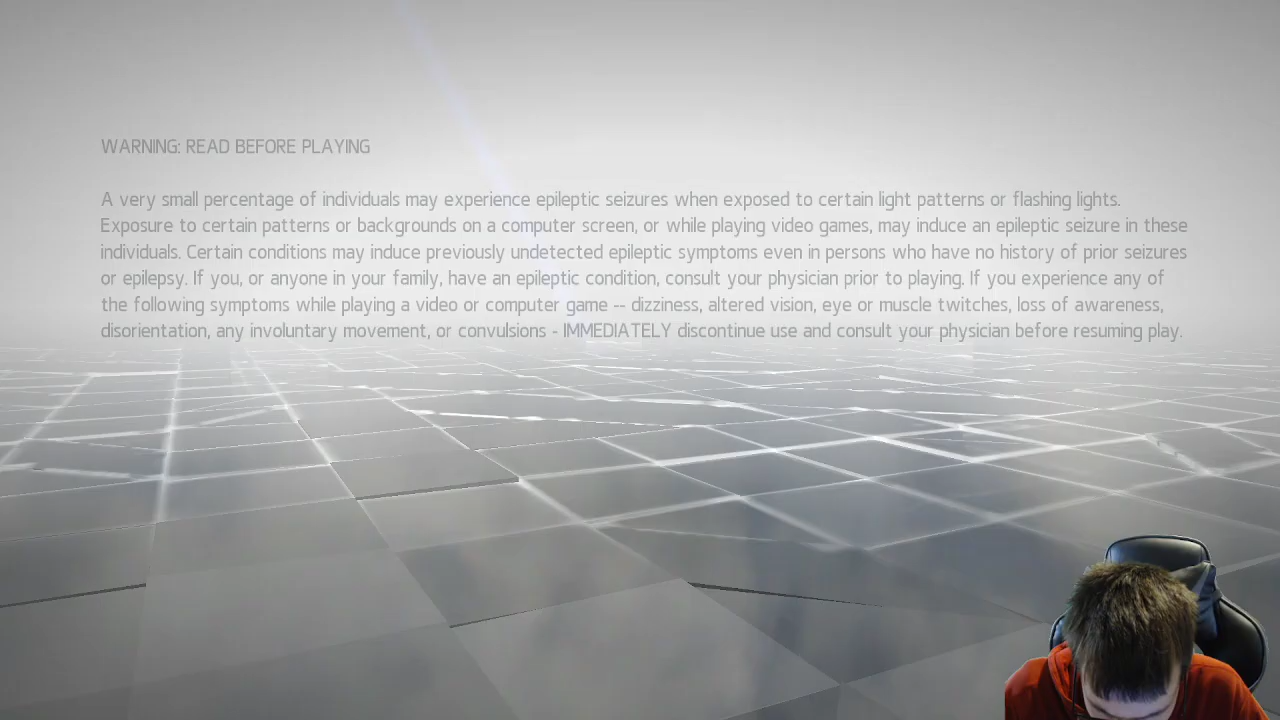 WARNING: READ BEFORE PLAYING
A very small percentage of individuals may experience epileptic seizures when exposed to certain light patterns or flashing lights.
Exposure to certain patterns or backgrounds on a computer screen, or while playing video games, may induce an epileptic seizure in these
individuals. Certain conditions may induce previously undetected epileptic symptoms even in persons who have no history of prior seizures
or epilepsy. If you, or anyone in your family, have an epileptic condition, consult your physician prior to playing. If you experience any of
the following symptoms while playing a video or computer game -- dizziness, altered vision, eye or muscle twitches, loss of awareness,
disorientation, any involuntary movement, or convulsions - IMMEDIATELY discontinue use and consult your physician before resuming play.